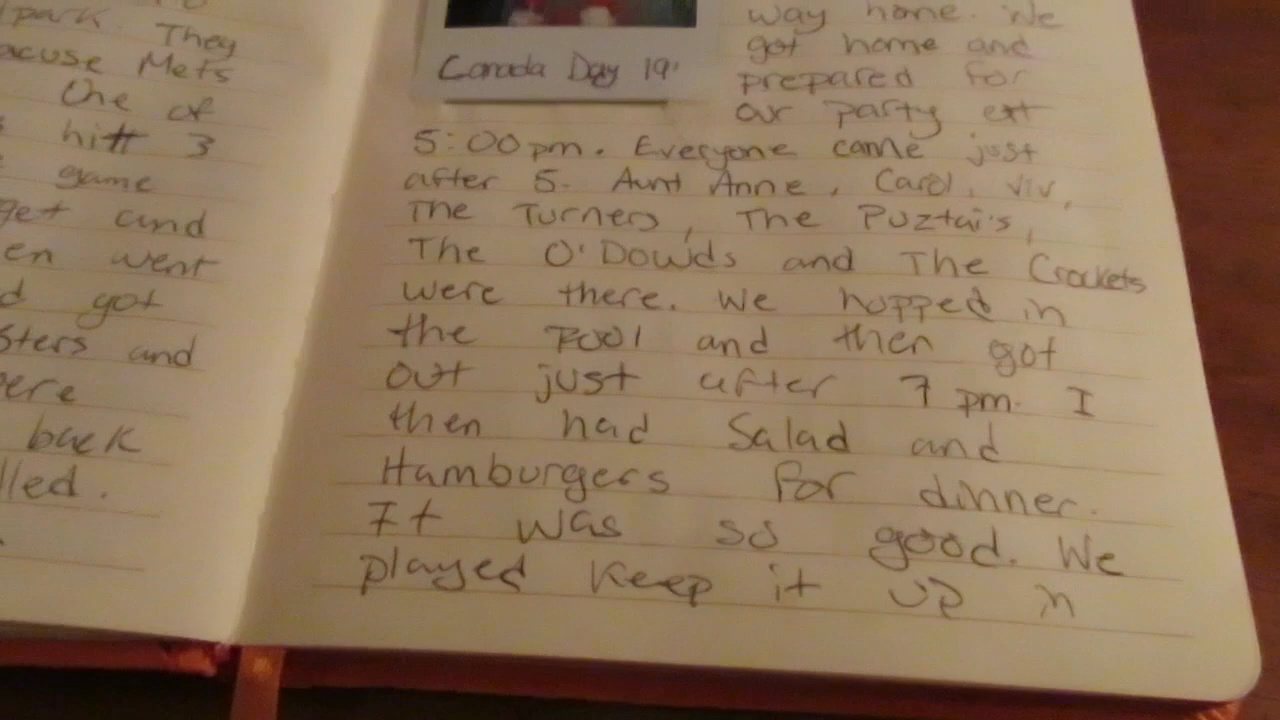 park. They
acuse Mets
One of
hitt 3
game
get and
en went
d got
sters and
ere
back
lled.
Canada Day 19'
way home. We
got home and
prepared for
our party ett
5:00pm. Everyone came just
after 5. Aunt Anne, Carol, Viv,
The Turners, The Puztai's,
The O'Dowds and The Crockets
were there. We hopped in
the pool and then got
out just after 7 pm. I
then had Salad and
Hamburgers for dinner.
It was so good. We
played keep it up in